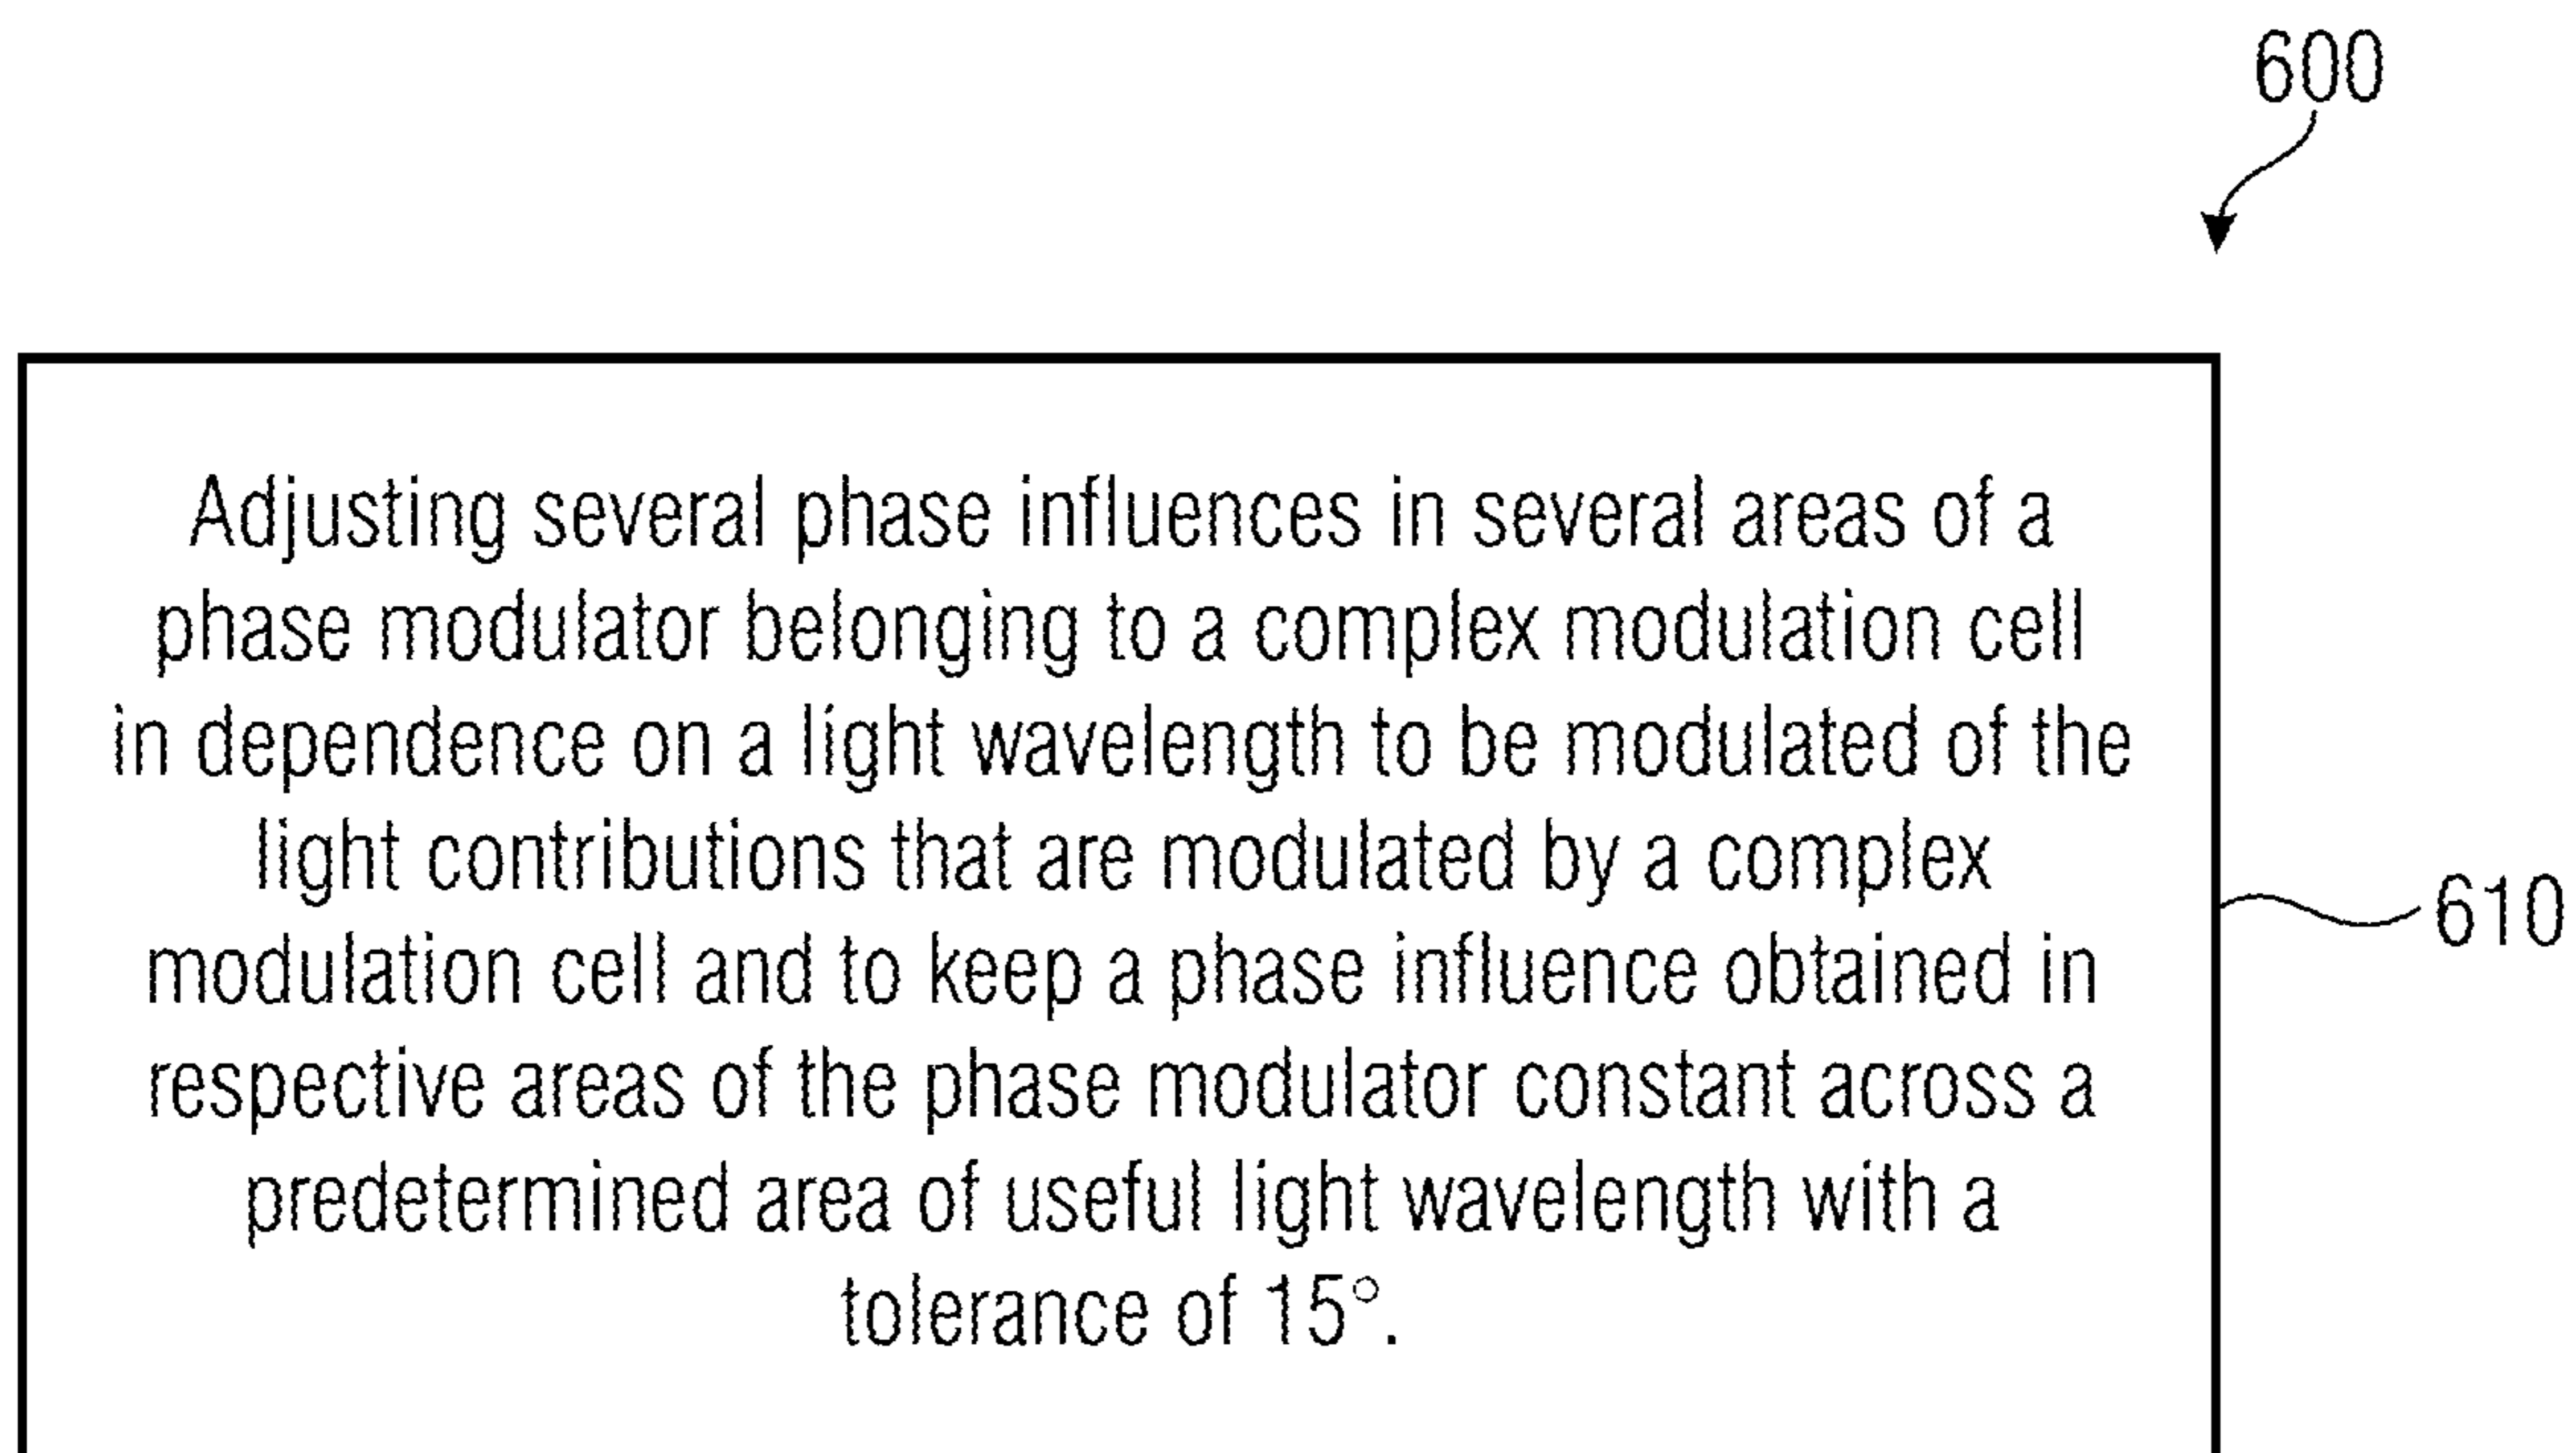 600
Adjusting several phase influences in several areas of a
phase modulator belonging to a complex modulation cell
in dependence on a light wavelength to be modulated of the
light contributions that are modulated by a complex
modulation cell and to keep a phase influence obtained in
respective areas of the phase modulator constant across a
predetermined area of useful light wavelength with a
tolerance of 15°.
610